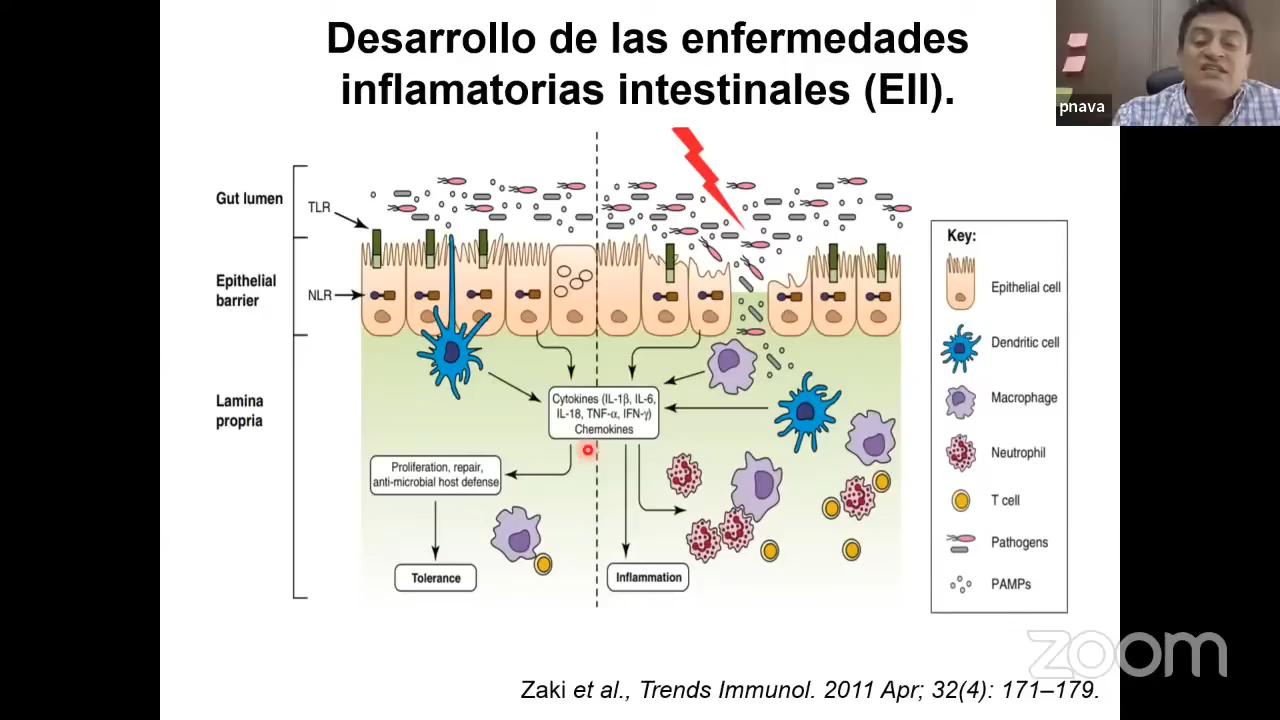 Desarrollo de las enfermedades
inflamatorias intestinales (EII).
pnava
Gut lumen
TLR
Epithelial
barrier
NLR
Lamina
propria
Cytokines (IL-1β, IL-6,
IL-18, TNF-α, IFN-γ)
Chemokines
Proliferation, repair,
anti-microbial host defense
Tolerance
Inflammation
Key:
Epithelial cell
Dendritic cell
Macrophage
Neutrophil
T cell
Pathogens
PAMPs
zoom
Zaki et al., Trends Immunol. 2011 Apr; 32(4): 171–179.